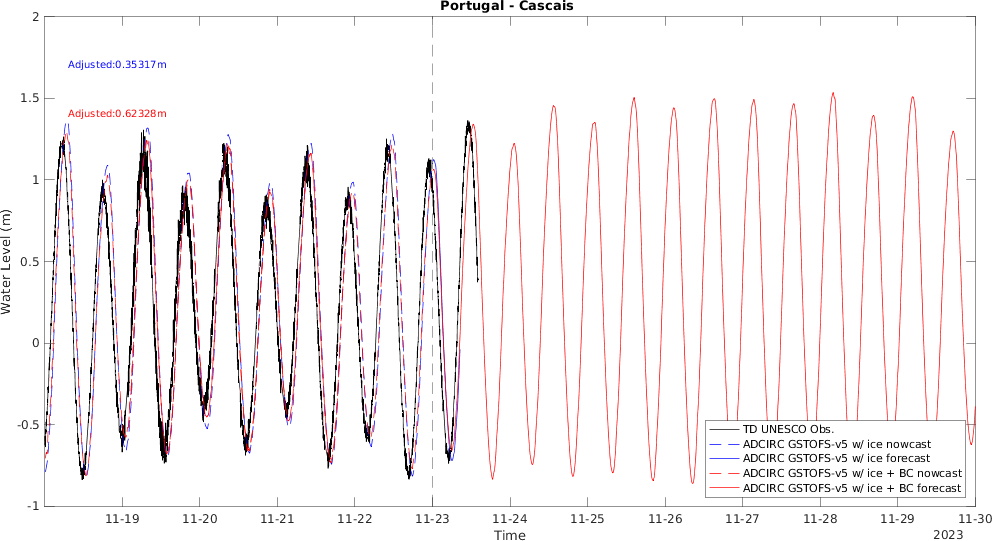 Portugal - Cascais
2
1.5
1
0.5
0
-0.5
-1
Water Level (m)
Adjusted:0.35317m
Adjusted:0.62328m
TD UNESCO Obs.
ADCIRC GSTOFS-v5 w/ ice nowcast
ADCIRC GSTOFS-v5 w/ ice forecast
ADCIRC GSTOFS-v5 w/ ice + BC nowcast
ADCIRC GSTOFS-v5 w/ ice + BC forecast
11-19 11-20 11-21 11-22 11-23 11-24 11-25 11-26 11-27 11-28 11-29 11-30
Time
2023